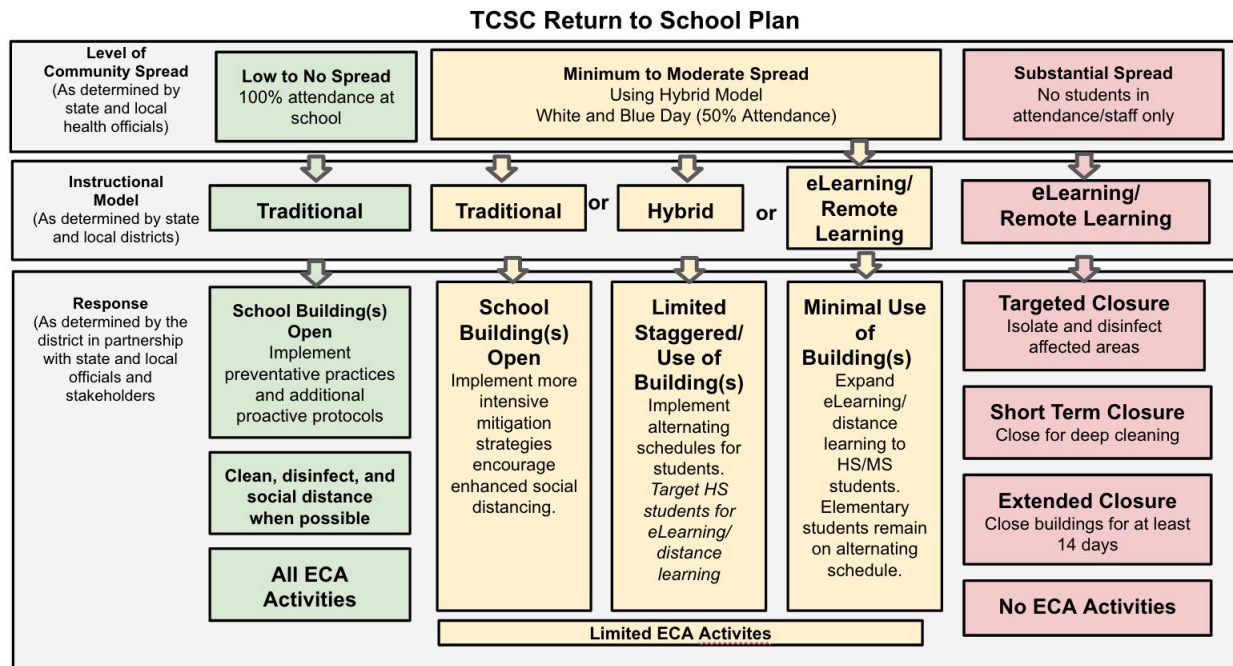 TCSC Return to School Plan
Level of
Community Spread
(As determined by
state and local
health officials)
Low to No Spread
100% attendance at
school
Minimum to Moderate Spread
Using Hybrid Model
White and Blue Day (50% Attendance)
Substantial Spread
No students in
attendance/staff only
Instructional
Model
(As determined by state
and local districts)
Traditional
Traditional
or
Hybrid
or
eLearning/
Remote
Learning
eLearning/
Remote Learning
Response
(As determined by the
district in partnership
with state and local
officials and
stakeholders
School Building(s)
Open
Implement
preventative practices
and additional
proactive protocols
Clean, disinfect, and
social distance
when possible
All ECA
Activities
School
Building(s)
Open
Implement more
intensive
mitigation
strategies
encourage
enhanced social
distancing.
Limited
Staggered/
Use of
Building(s)
Implement
alternating
schedules for
students.
Target HS
students for
eLearning/
distance
learning
Minimal Use
of
Building(s)
Expand
eLearning/
distance
learning to
HS/MS
students.
Elementary
students remain
on alternating
schedule.
Limited ECA Activites
Targeted Closure
Isolate and disinfect
affected areas
Short Term Closure
Close for deep cleaning
Extended Closure
Close buildings for at least
14 days
No ECA Activities